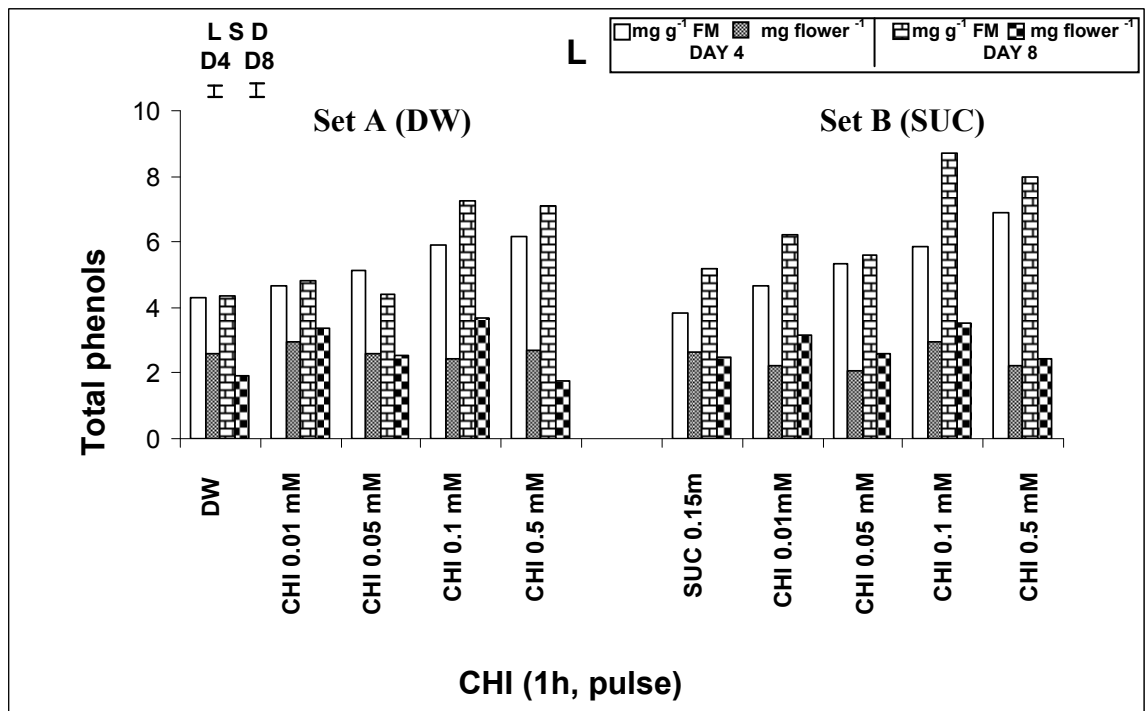 L S D
D4 D8
L
mg g⁻¹ FM mg flower ⁻¹
DAY 4
mg g⁻¹ FM mg flower ⁻¹
DAY 8
Set A (DW)
Set B (SUC)
10
8
6
4
2
0
Total phenols
DW
CHI 0.01 mM
CHI 0.05 mM
CHI 0.1 mM
CHI 0.5 mM
SUC 0.15m
CHI 0.01mM
CHI 0.05 mM
CHI 0.1 mM
CHI 0.5 mM
CHI (1h, pulse)